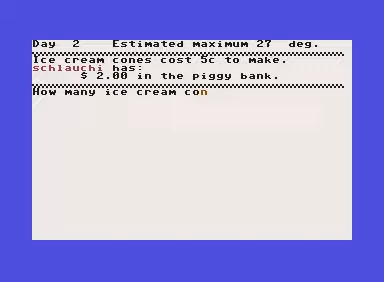 Day 2 Estimated maximum 27 deg.
Ice cream cones cost 5c to make.
schlauchi has:
$ 2.00 in the piggy bank.
How many ice cream con